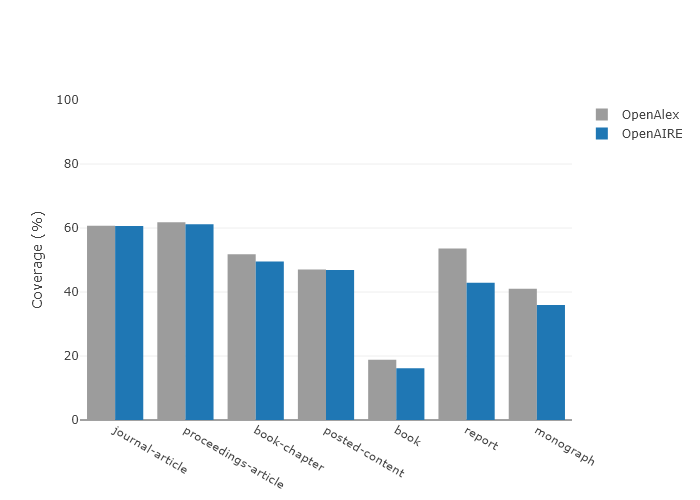 100
80
60
40
20
0
Coverage (%)
journal-article
proceedings-article
book-chapter
posted-content
book
report
monograph
OpenAlex
OpenAIRE